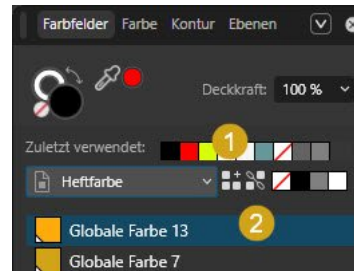 Farbfelder Farbe Kontur Ebenen
Deckkraft: 100 %
Zuletzt verwendet:
1
Heftfarbe
2
Globale Farbe 13
Globale Farbe 7